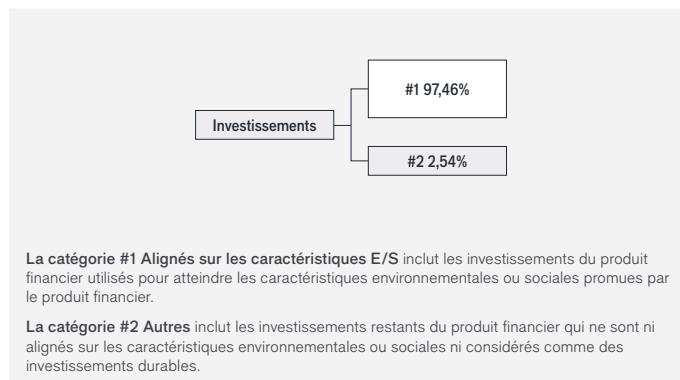 #1 97,46%
Investissements
#2 2,54%
La catégorie #1 Alignés sur les caractéristiques E/S inclut les investissements du produit
financier utilisés pour atteindre les caractéristiques environnementales ou sociales promues par
le produit financier.
La catégorie #2 Autres inclut les investissements restants du produit financier qui ne sont ni
alignés sur les caractéristiques environnementales ou sociales ni considérés comme des
investissements durables.